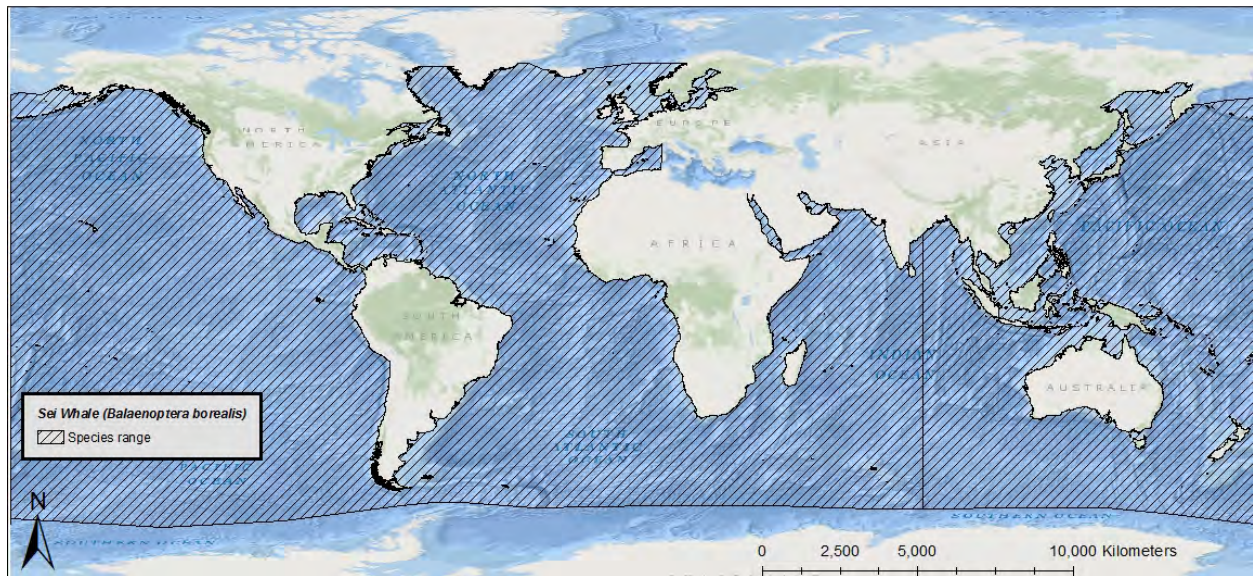 NORTH
PACIFIC
OCEAN
NORTH
AMERICA
NORTH
ATLANTIC
OCEAN
EUROPE
ASIA
AFRICA
PACIFIC OCEAN
SOUTH
AMERICA
INDIAN
OCEAN
AUSTRALIA
SOUTH
ATLANTIC
OCEAN
Sei Whale (Balaenoptera borealis)
Species range
PACIFIC
OCEAN
N
SOUTHERN OCEAN
SOUTHERN OCEAN
0 2,500 5,000 10,000 Kilometers